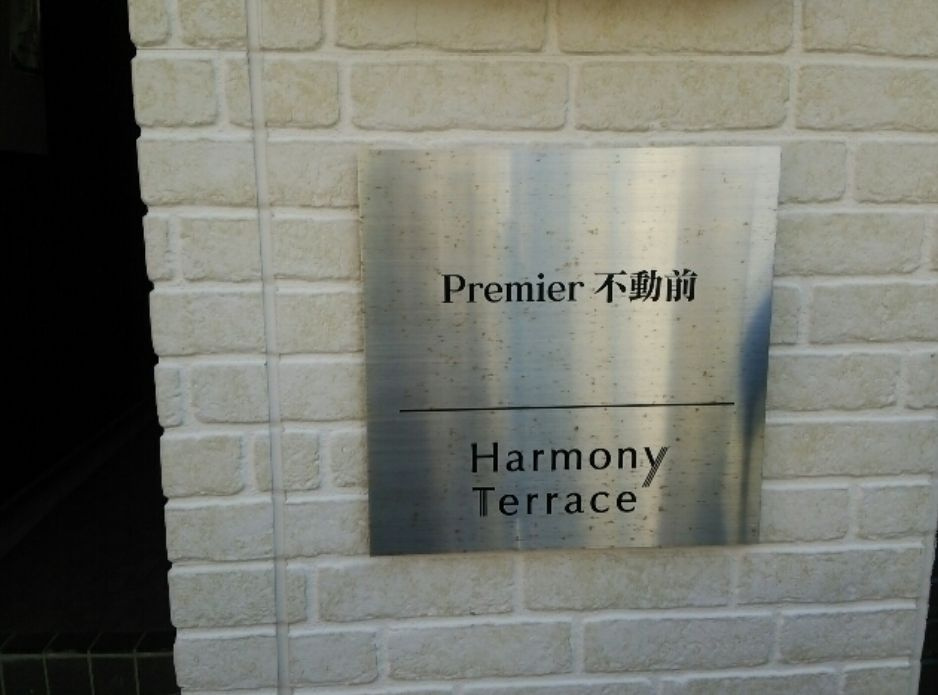 Premier 不動前
Harmony
Terrace